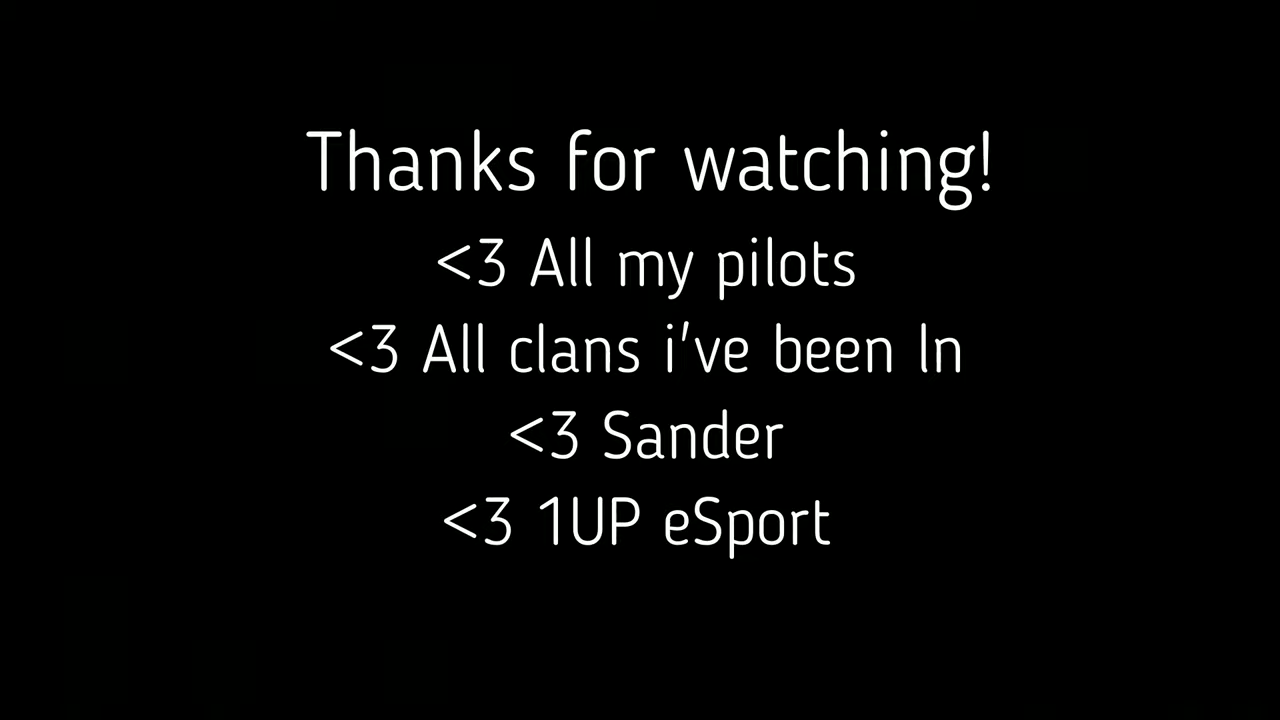 Thanks for watching!
<3 All my pilots
<3 All clans i've been In
<3 Sander
<3 1UP eSport